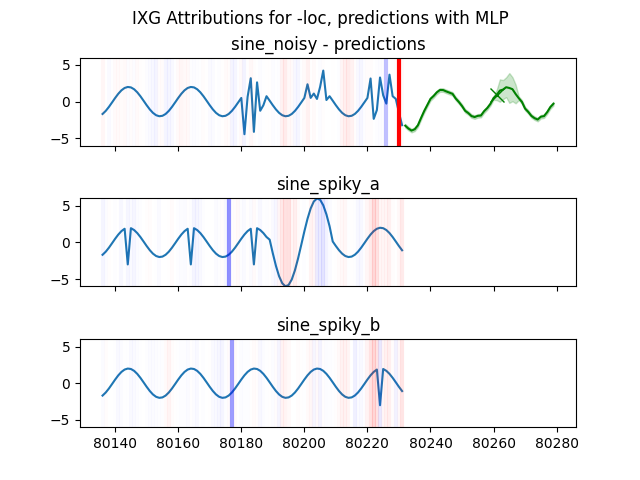 IXG Attributions for -loc, predictions with MLP
sine_noisy - predictions
5
0
−5
sine_spiky_a
5
0
−5
sine_spiky_b
5
0
−5
80140 80160 80180 80200 80220 80240 80260 80280